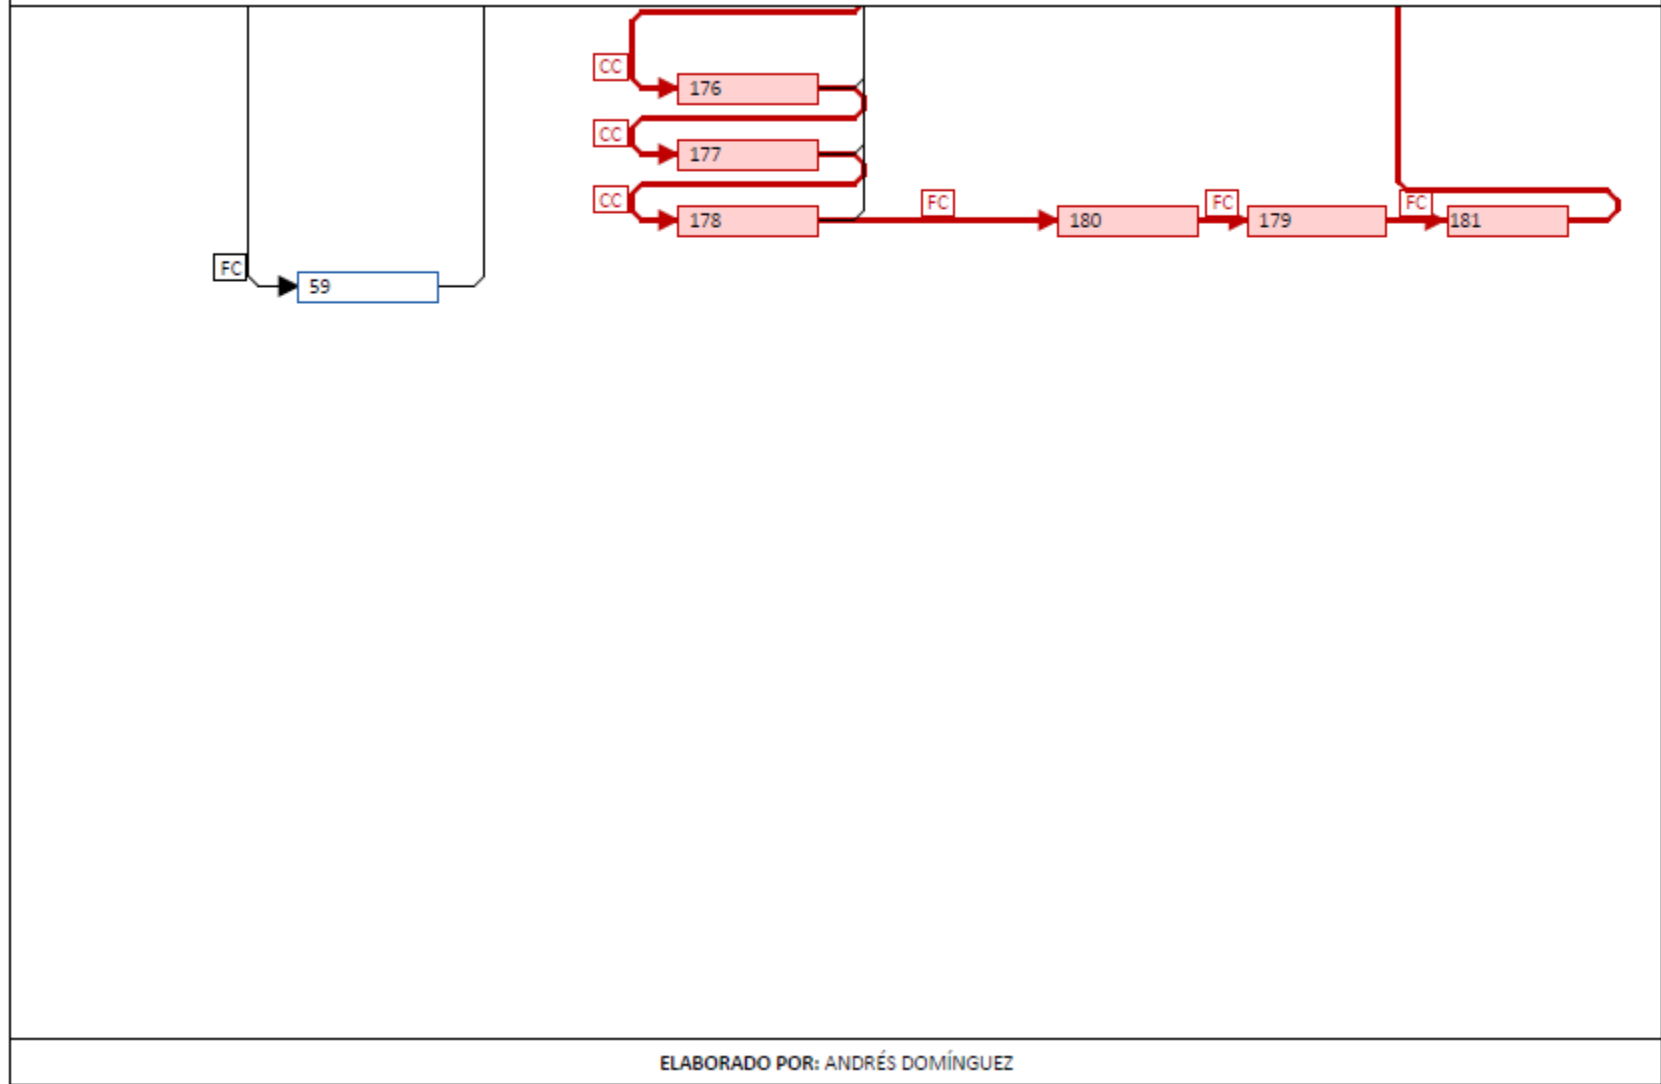 CC
176
CC
177
CC
FC
FC
FC
178
180
179
181
FC
59
ELABORADO POR: ANDRÉS DOMÍNGUEZ